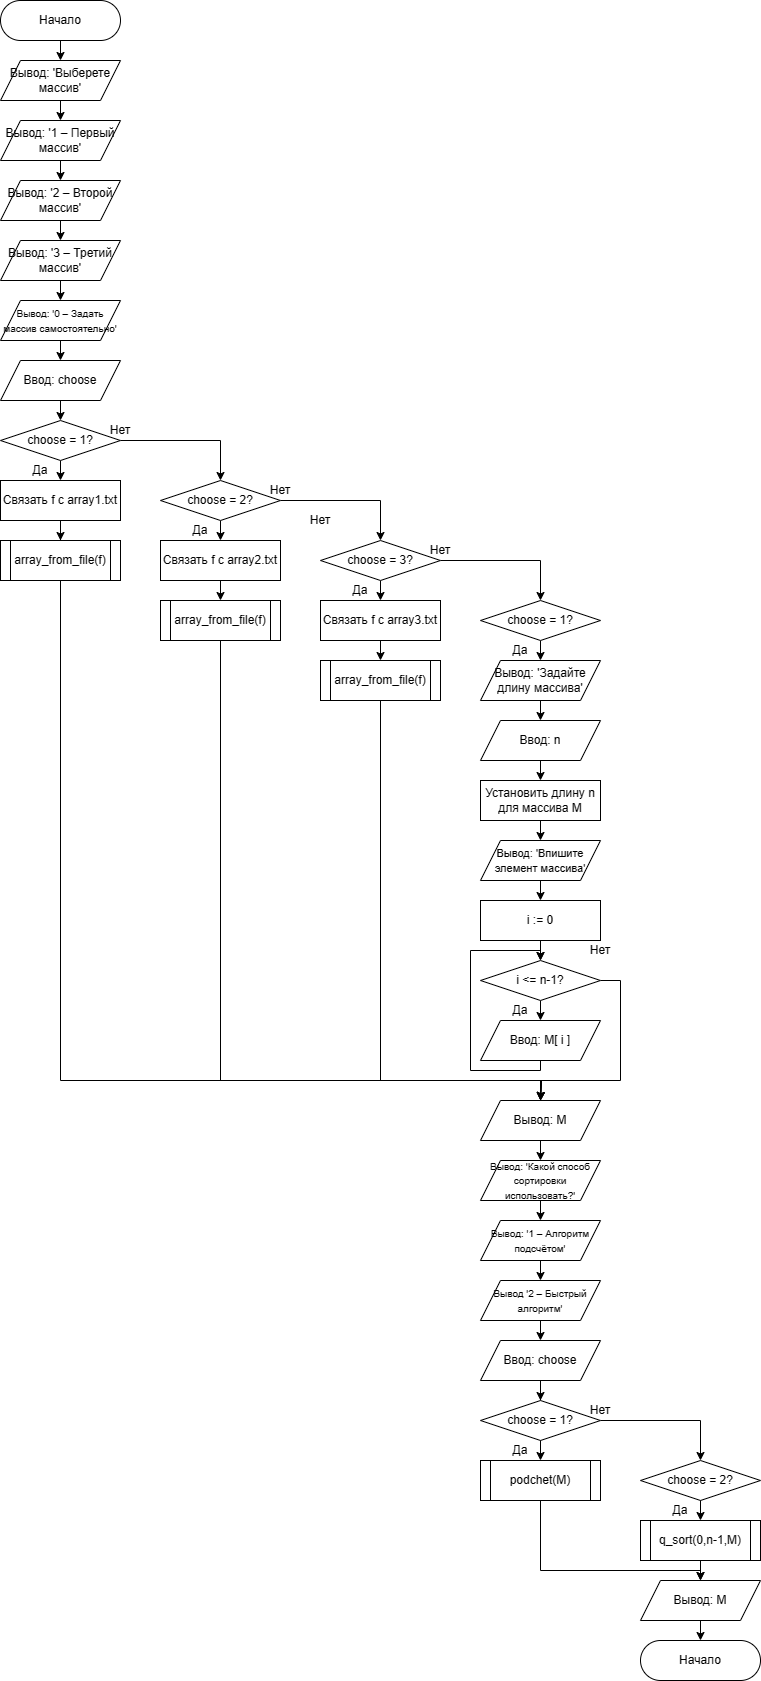 Начало
Вывод: 'Выберете
массив'
Вывод: '1 – Первый
массив'
Вывод: '2 – Второй
массив'
Вывод: '3 – Третий
массив'
Вывод: '0 – Задать
массив самостоятельно'
Ввод: choose
Нет
choose = 1?
Да
Связать f с array1.txt
array_from_file(f)
Нет
choose = 2?
Да
Связать f с array2.txt
array_from_file(f)
Нет
Нет
choose = 3?
Да
Связать f с array3.txt
array_from_file(f)
choose = 1?
Да
Вывод: 'Задайте
длину массива'
Ввод: n
Установить длину n
для массива M
Вывод: 'Впишите
элемент массива'
i := 0
Нет
i <= n-1?
Да
Ввод: M[ i ]
Вывод: M
Вывод: 'Какой способ
сортировки
использовать?'
Вывод: '1 – Алгоритм
подсчётом'
Вывод '2 – Быстрый
алгоритм'
Ввод: choose
Нет
choose = 1?
Да
podchet(M)
choose = 2?
Да
q_sort(0,n-1,M)
Вывод: M
Начало